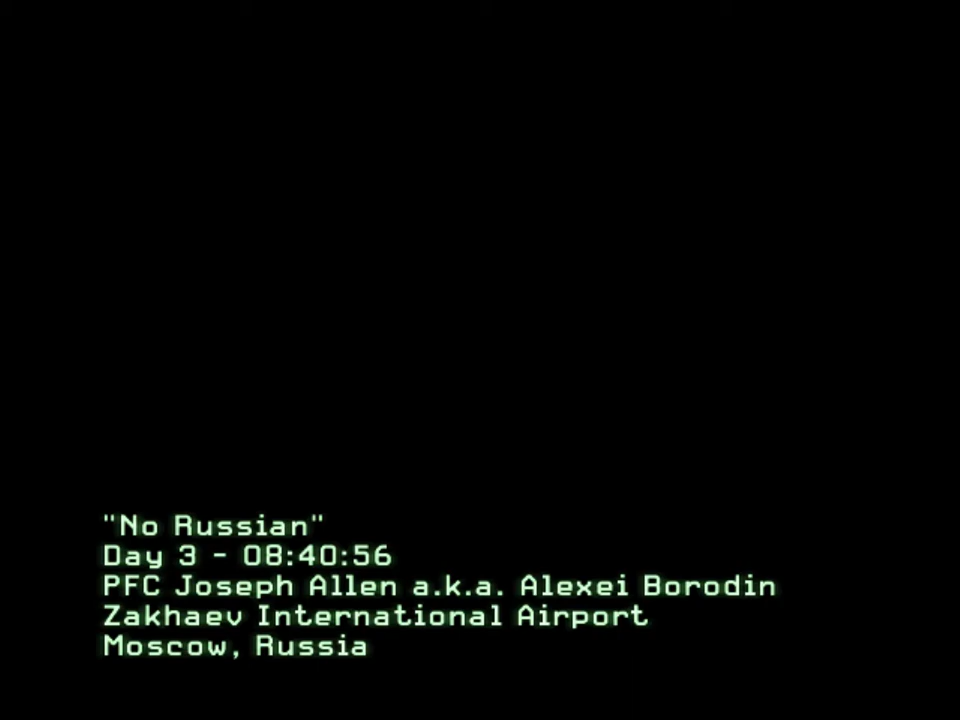 "No Russian"
Day 3 - 08:40:56
PFC Joseph Allen a.k.a. Alexei Borodin
Zakhaev International Airport
Moscow, Russia